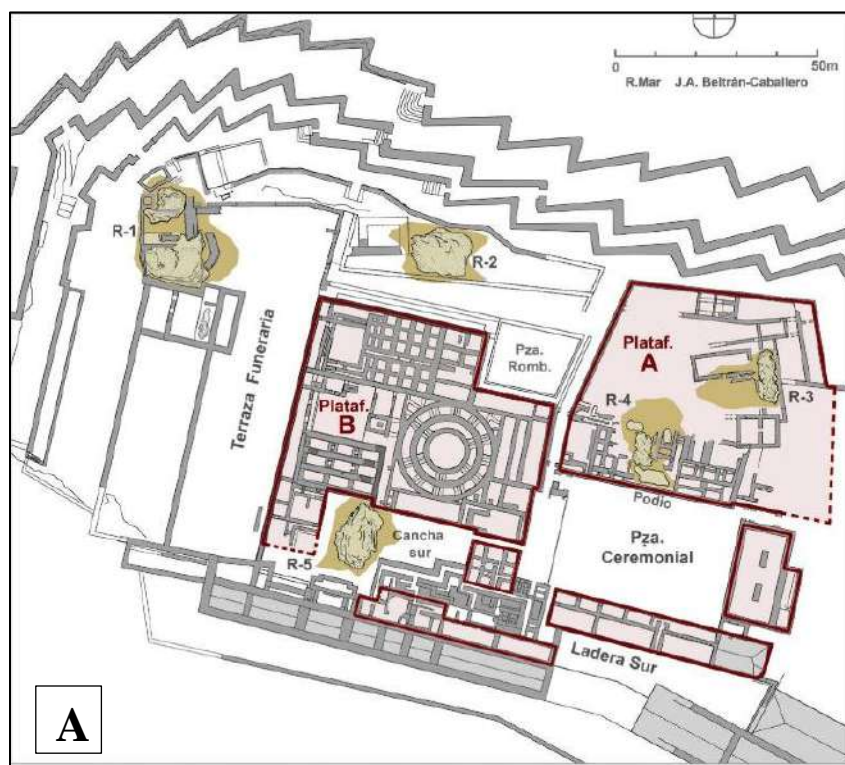 0 50m
R.Mar J.A. Beltrán-Caballero
R-1
R-2
Terraza Funeraria
Pza.
Romb.
Plataf.
A
R-3
R-4
Plataf.
B
Podio
Cancha
sur
R-5
Pza.
Ceremonial
Ladera Sur
A